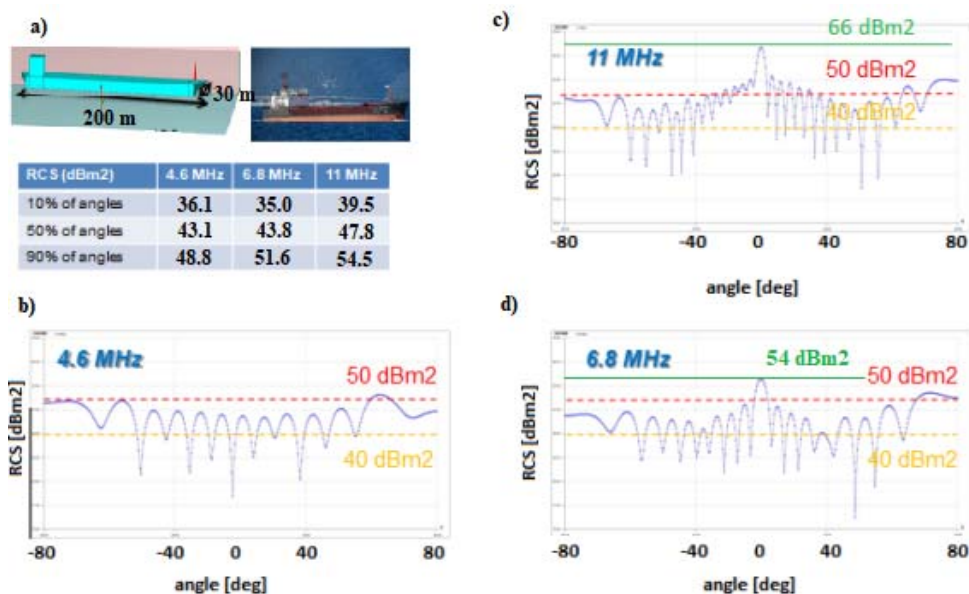 a)
30 m
200 m
RCS (dBm2) 4.6 MHz 6.8 MHz 11 MHz
10% of angles 36.1 35.0 39.5
50% of angles 43.1 43.8 47.8
90% of angles 48.8 51.6 54.5
b)
4.6 MHz
50 dBm2
40 dBm2
RCS [dBm2]
-80 -40 0 40 80
angle [deg]
c)
66 dBm2
11 MHz
50 dBm2
40 dBm2
RCS [dBm2]
-80 -40 0 40 80
angle [deg]
d)
6.8 MHz
54 dBm2
50 dBm2
40 dBm2
RCS [dBm2]
-80 -40 0 40 80
angle [deg]